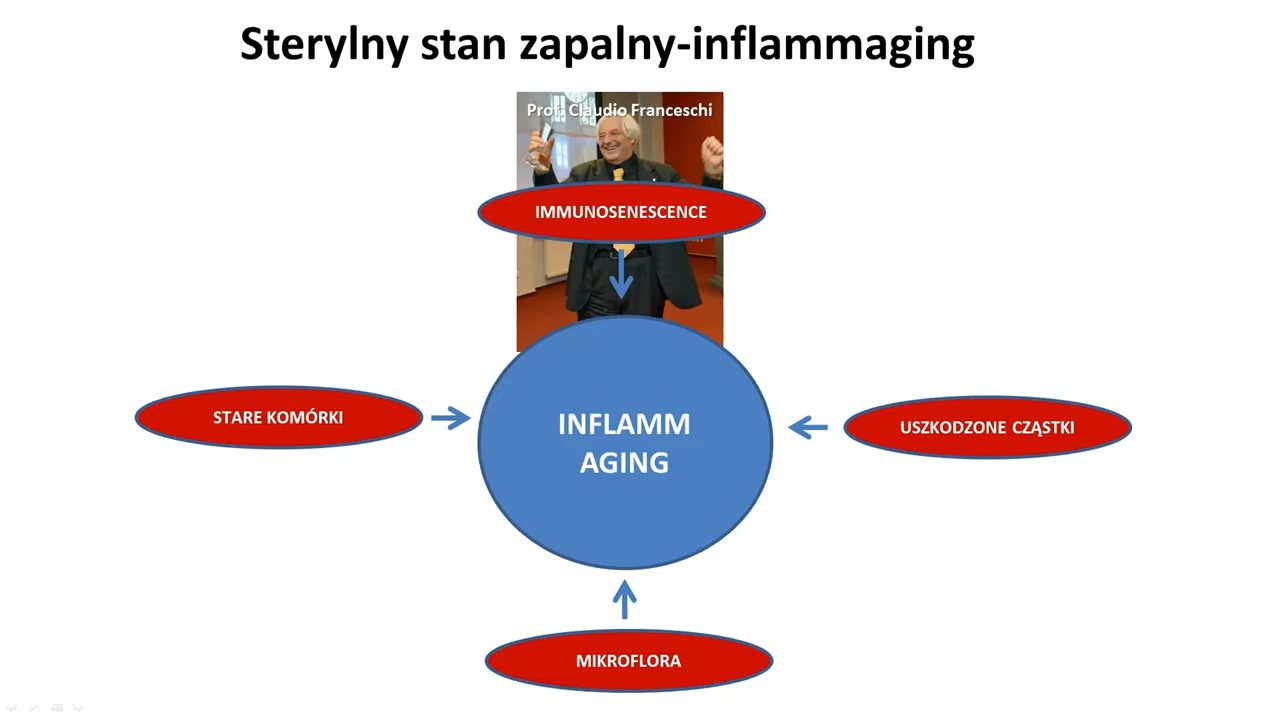 Sterylny stan zapalny-inflammaging
Prof. Claudio Franceschi
IMMUNOSENESCENCE
STARE KOMÓRKI
INFLAMM
AGING
USZKODZONE CZĄSTKI
MIKROFLORA